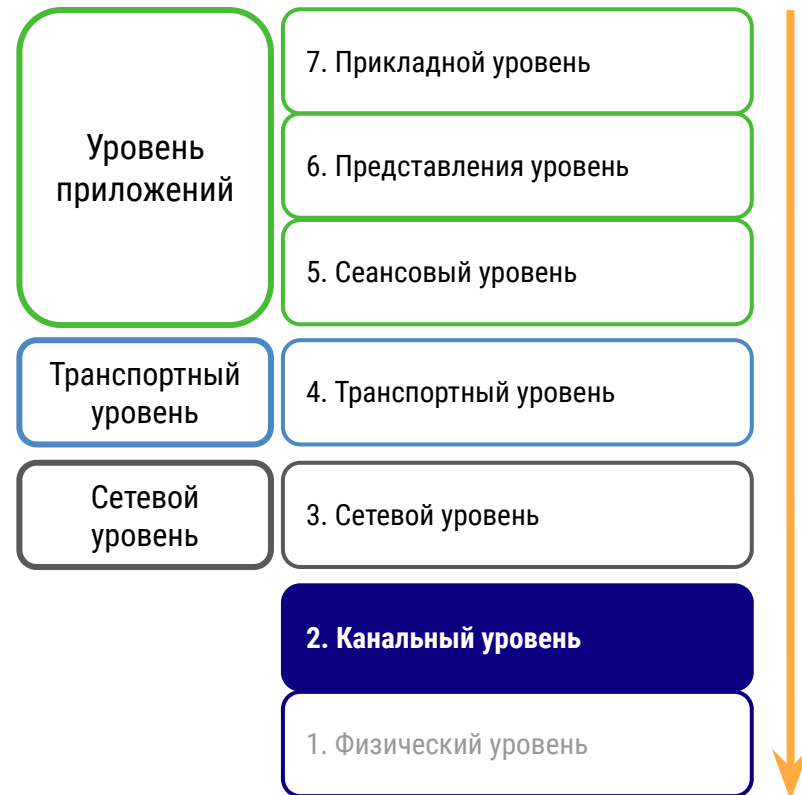 Уровень
приложений
7. Прикладной уровень
6. Представления уровень
5. Сеансовый уровень
Транспортный
уровень
4. Транспортный уровень
Сетевой
уровень
3. Сетевой уровень
2. Канальный уровень
1. Физический уровень